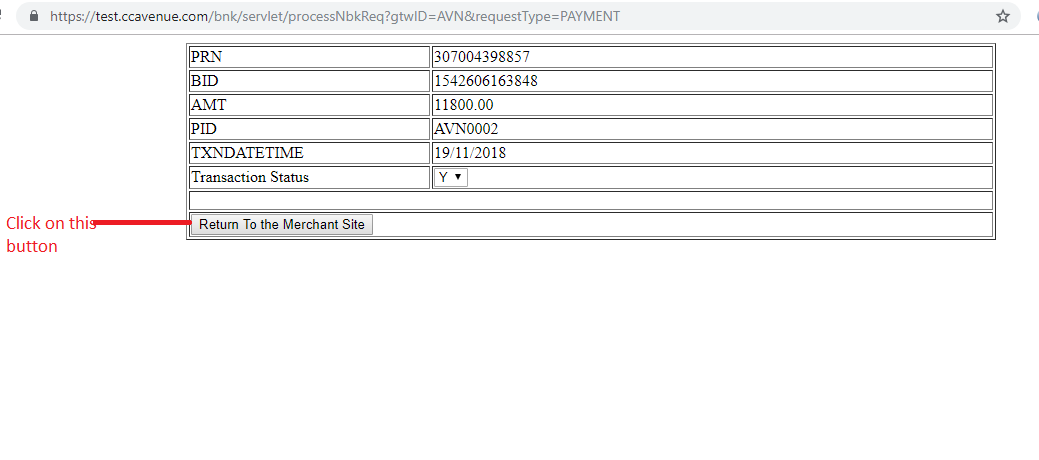 https://test.ccavenue.com/bnk/servlet/processNbkReq?gtwID=AVN&requestType=PAYMENT
PRN 307004398857
BID 1542606163848
AMT 11800.00
PID AVN0002
TXNDATETIME 19/11/2018
Transaction Status Y
Click on this
button
Return To the Merchant Site